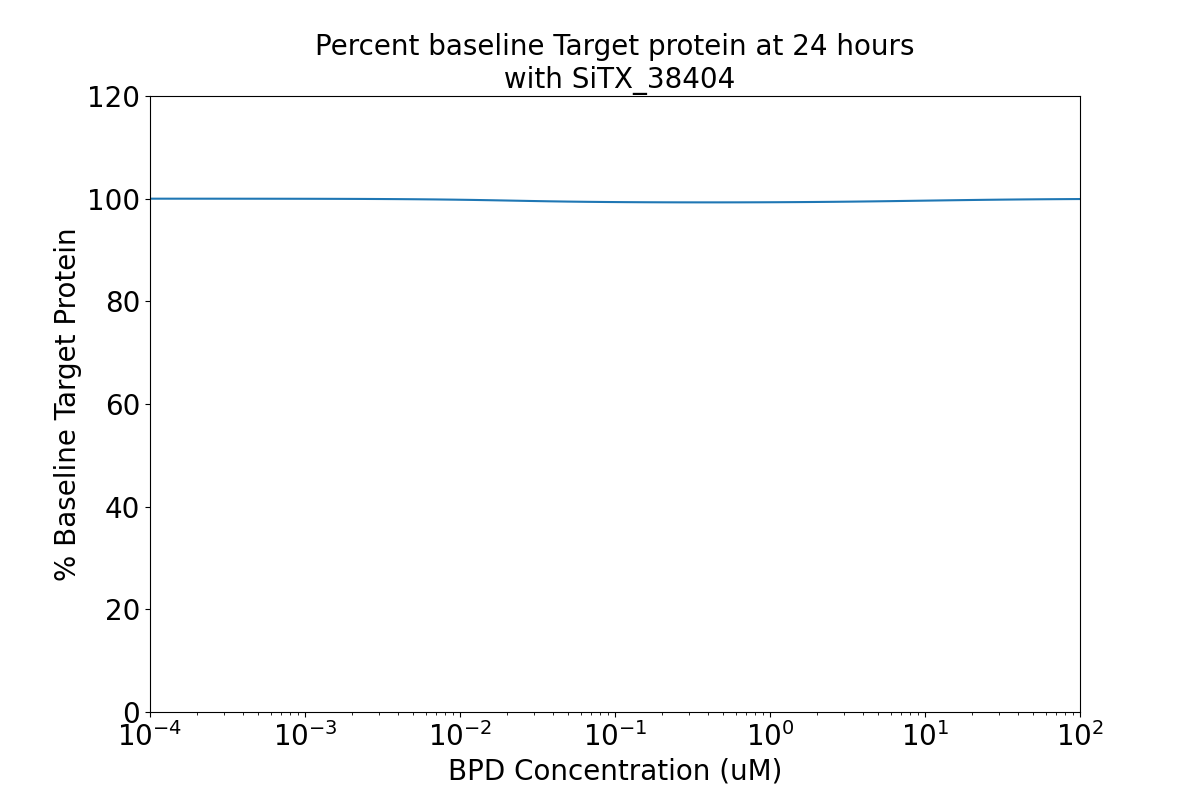 Percent baseline Target protein at 24 hours
with SiTX_38404
120
100
80
60
40
20
0
% Baseline Target Protein
10⁻⁴ 10⁻³ 10⁻² 10⁻¹ 10⁰ 10¹ 10²
BPD Concentration (uM)